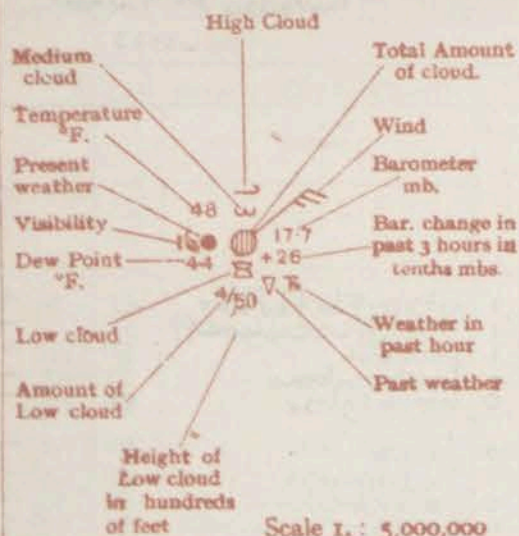 High Cloud
Medium
cloud
Total Amount
of cloud.
Temperature
°F.
Wind
Present
weather
Barometer
mb.
48
Visibility
16
17.7
Bar. change in
past 3 hours in
tenths mbs.
Dew Point
°F.
44
+26
4/50
Low cloud
Weather in
past hour
Amount of
Low cloud
Past weather
Height of
Low cloud
in hundreds
of feet
Scale 1. : 5,000,000